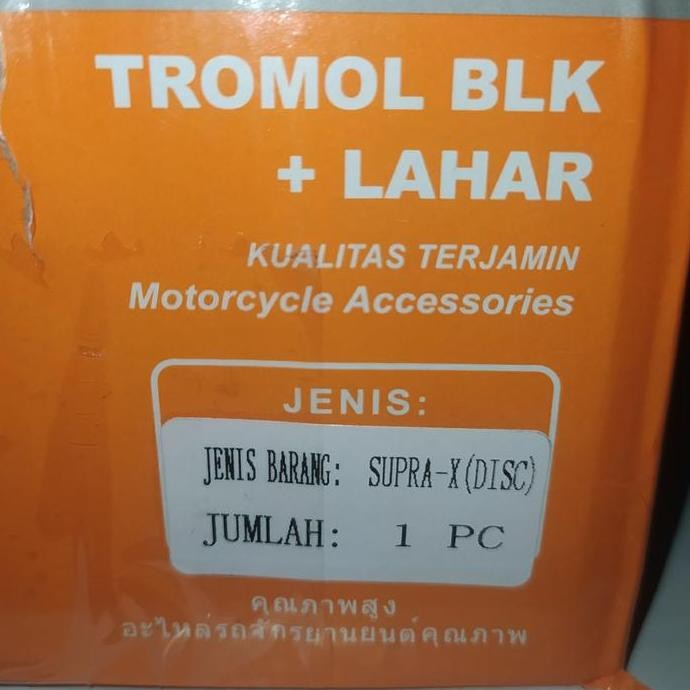 TROMOL BLK
+ LAHAR
KUALITAS TERJAMIN
Motorcycle Accessories
JENIS:
JENIS BARANG: SUPRA-X(DISC)
JUMLAH: 1 PC
คุณภาพสูง
อะไหล่รถจักรยานยนต์คุณภาพ